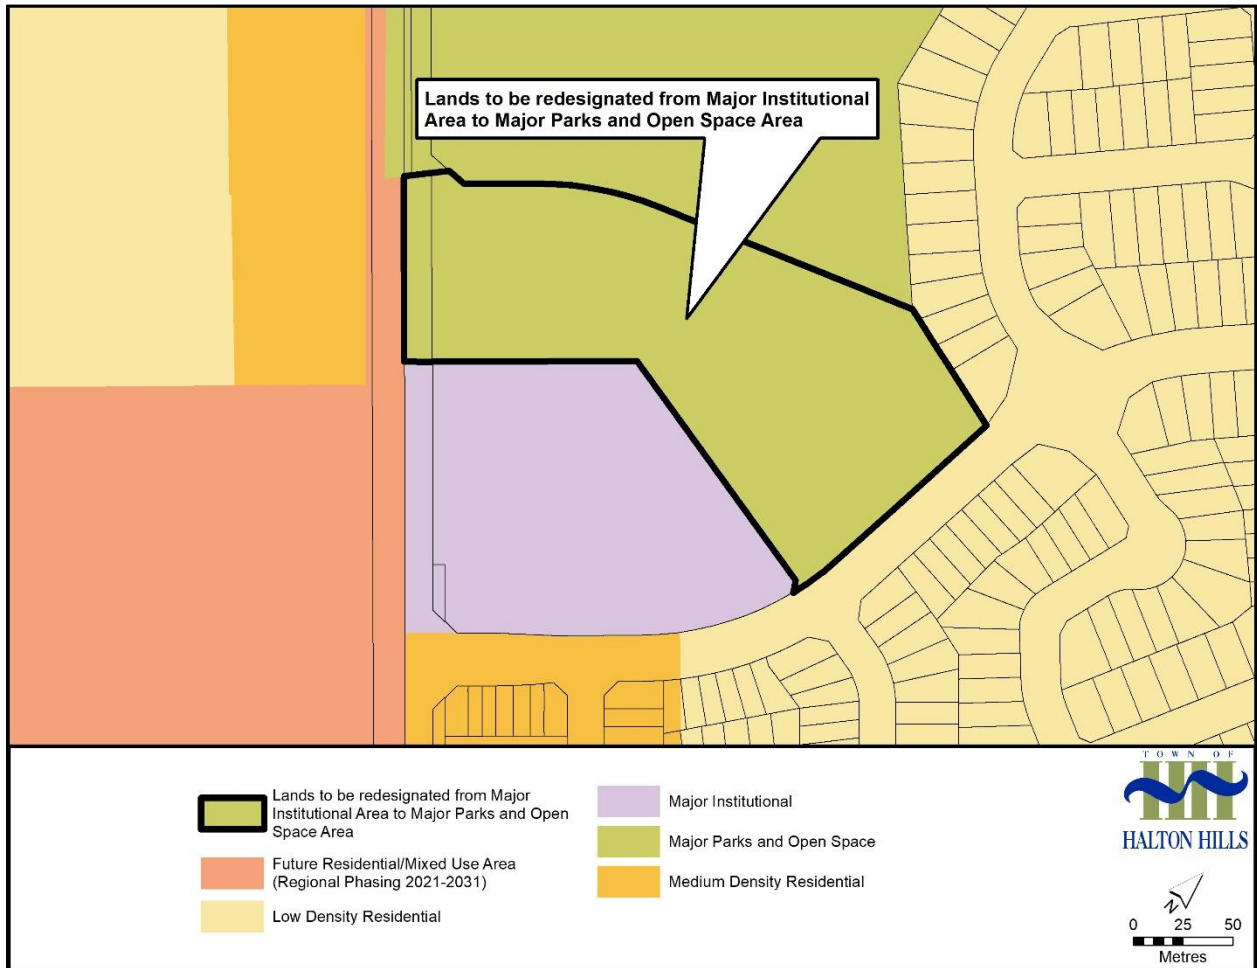 Lands to be redesignated from Major Institutional
Area to Major Parks and Open Space Area
Lands to be redesignated from Major
Institutional Area to Major Parks and Open
Space Area
Future Residential/Mixed Use Area
(Regional Phasing 2021-2031)
Low Density Residential
Major Institutional
Major Parks and Open Space
Medium Density Residential
TOWN OF
HALTON HILLS
N
0 25 50
Metres